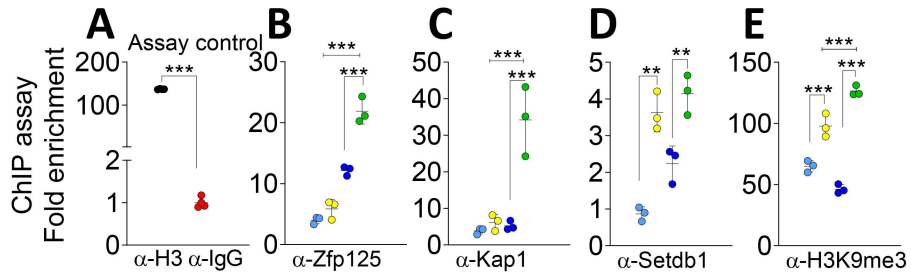 A
B
C
D
E
Assay control
ChIP assay
Fold enrichment
200
100
2
1
0
***
α-H3 α-IgG
30
20
10
0
***
***
α-Zfp125
50
40
30
20
10
0
***
***
α-Kap1
5
4
3
2
1
0
**
**
α-Setdb1
150
100
50
0
***
***
***
α-H3K9me3